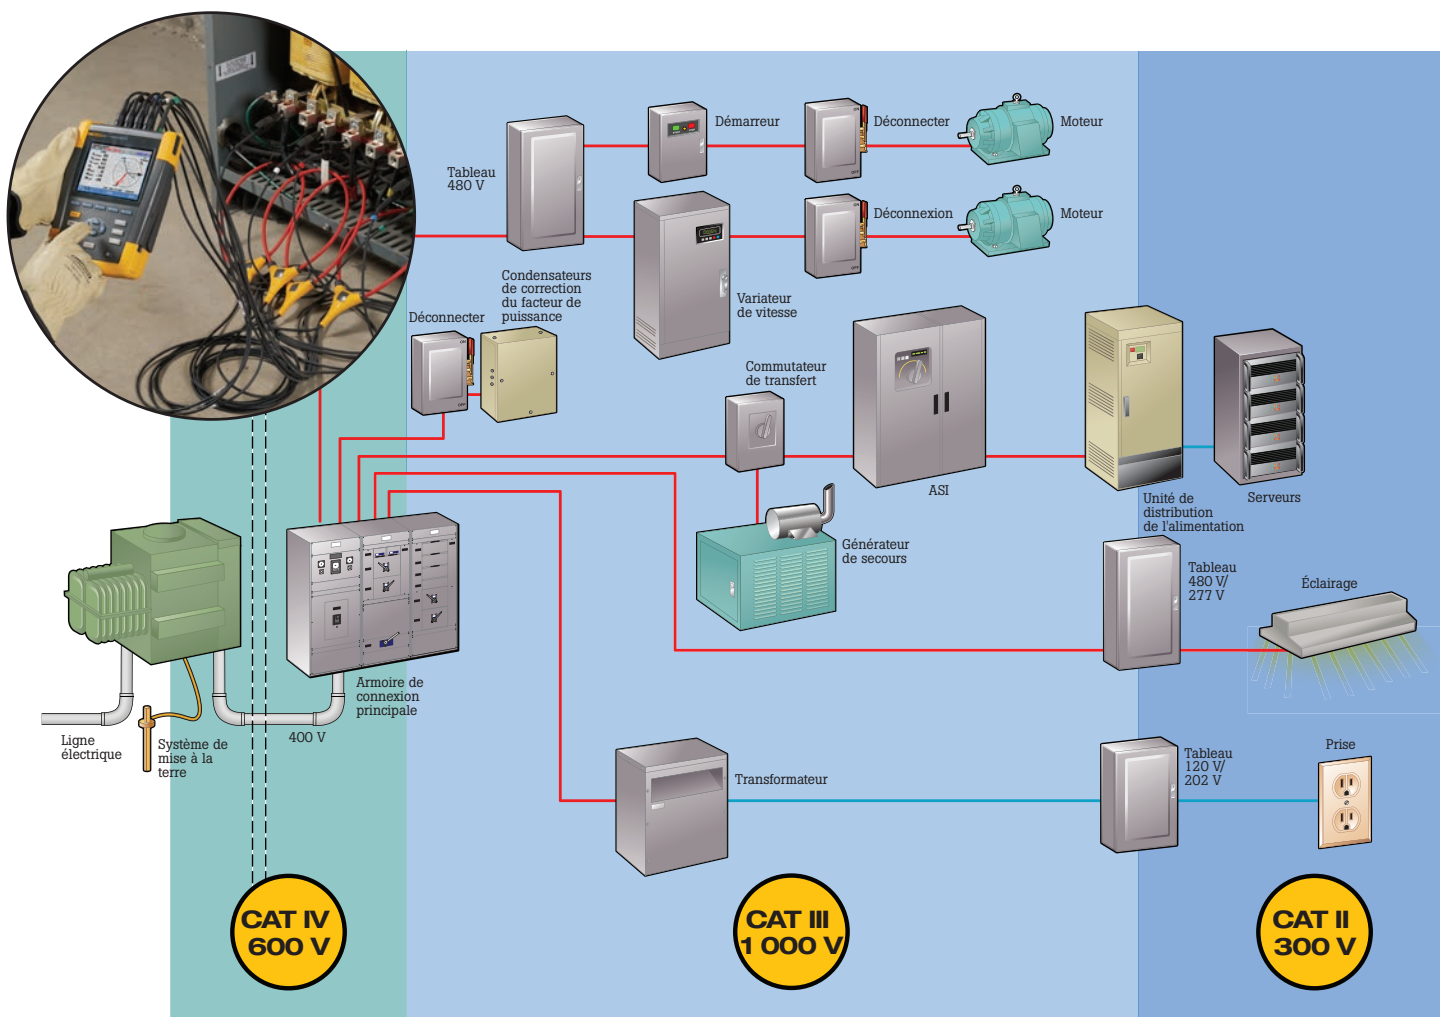 Démarreur
Déconnecter
Moteur
Tableau
480 V
Déconnexion
Moteur
Variateur
de vitesse
Condensateurs
de correction
du facteur de
puissance
Déconnecter
Commutateur
de transfert
ASI
Unité de
distribution
de l'alimentation
Serveurs
Générateur
de secours
Tableau
480 V/
277 V
Éclairage
Armoire de
connexion
principale
400 V
Ligne
électrique
Système de
mise à la
terre
Transformateur
Tableau
120 V/
202 V
Prise
CAT IV
600 V
CAT III
1 000 V
CAT II
300 V